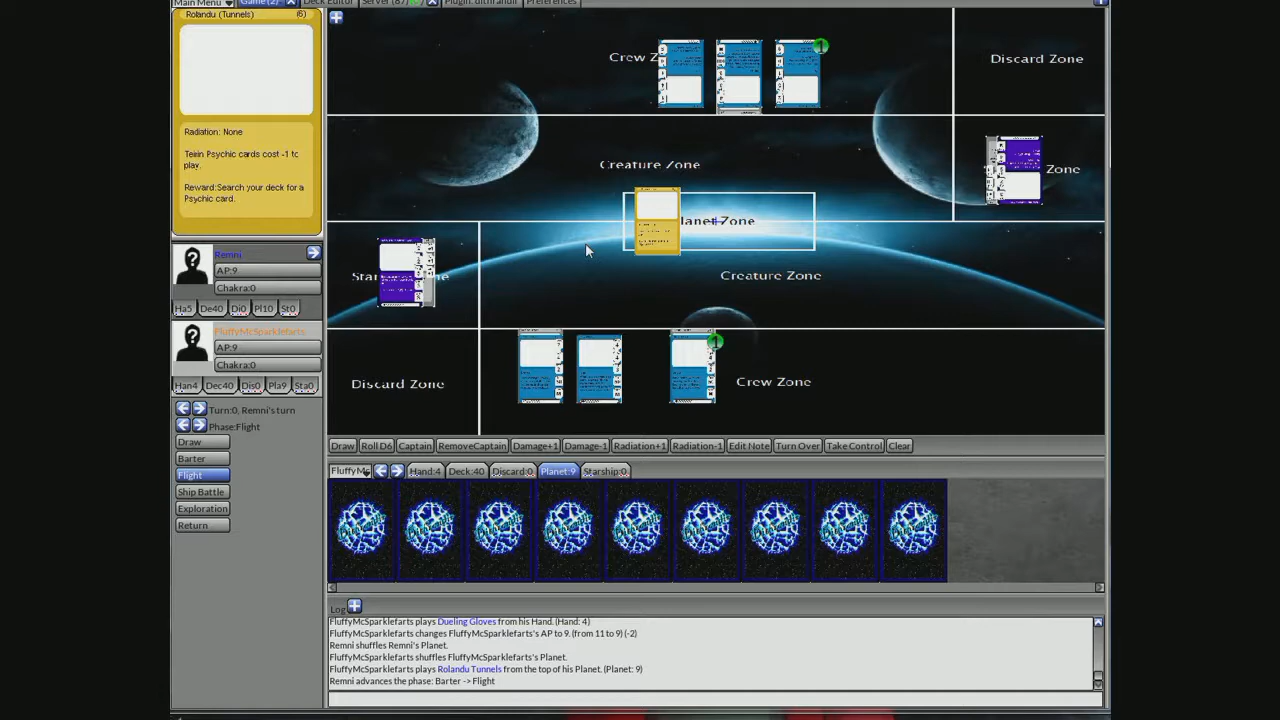 Main Menu Game (2) Deck Editor Server (87) Plugin: Preferences
Rolandu (Tunnels) (6)
Radiation: None
Psychic cards cost -1 to
play.
Reward:Search your deck for a
Psychic card.
Remni
AP:9
Chakra:0
Ha5 De40 Di0 Pl10 St0
FluffyMcSparklefarts
AP:9
Chakra:0
Han4 Dec40 Dis0 Pla9 Sta0
Turn:0, Remni's turn
Phase:Flight
Draw
Barter
Flight
Ship Battle
Exploration
Return
Crew Z
Discard Zone
Creature Zone
Zone
lanet Zone
Creature Zone
Discard Zone
Crew Zone
1
1
Draw Roll D6 Captain RemoveCaptain Damage+1 Damage-1 Radiation+1 Radiation-1 Edit Note Turn Over Take Control Clear
FluffyM Hand:4 Deck:40 Discard:0 Planet:9 Starship:0
Log
FluffyMcSparklefarts plays Dueling Gloves from his Hand. (Hand: 4)
FluffyMcSparklefarts changes FluffyMcSparklefarts's AP to 9. (from 11 to 9) (-2)
Remni shuffles Remni's Planet.
FluffyMcSparklefarts shuffles FluffyMcSparklefarts's Planet.
FluffyMcSparklefarts plays Rolandu Tunnels from the top of his Planet. (Planet: 9)
Remni advances the phase: Barter -> Flight